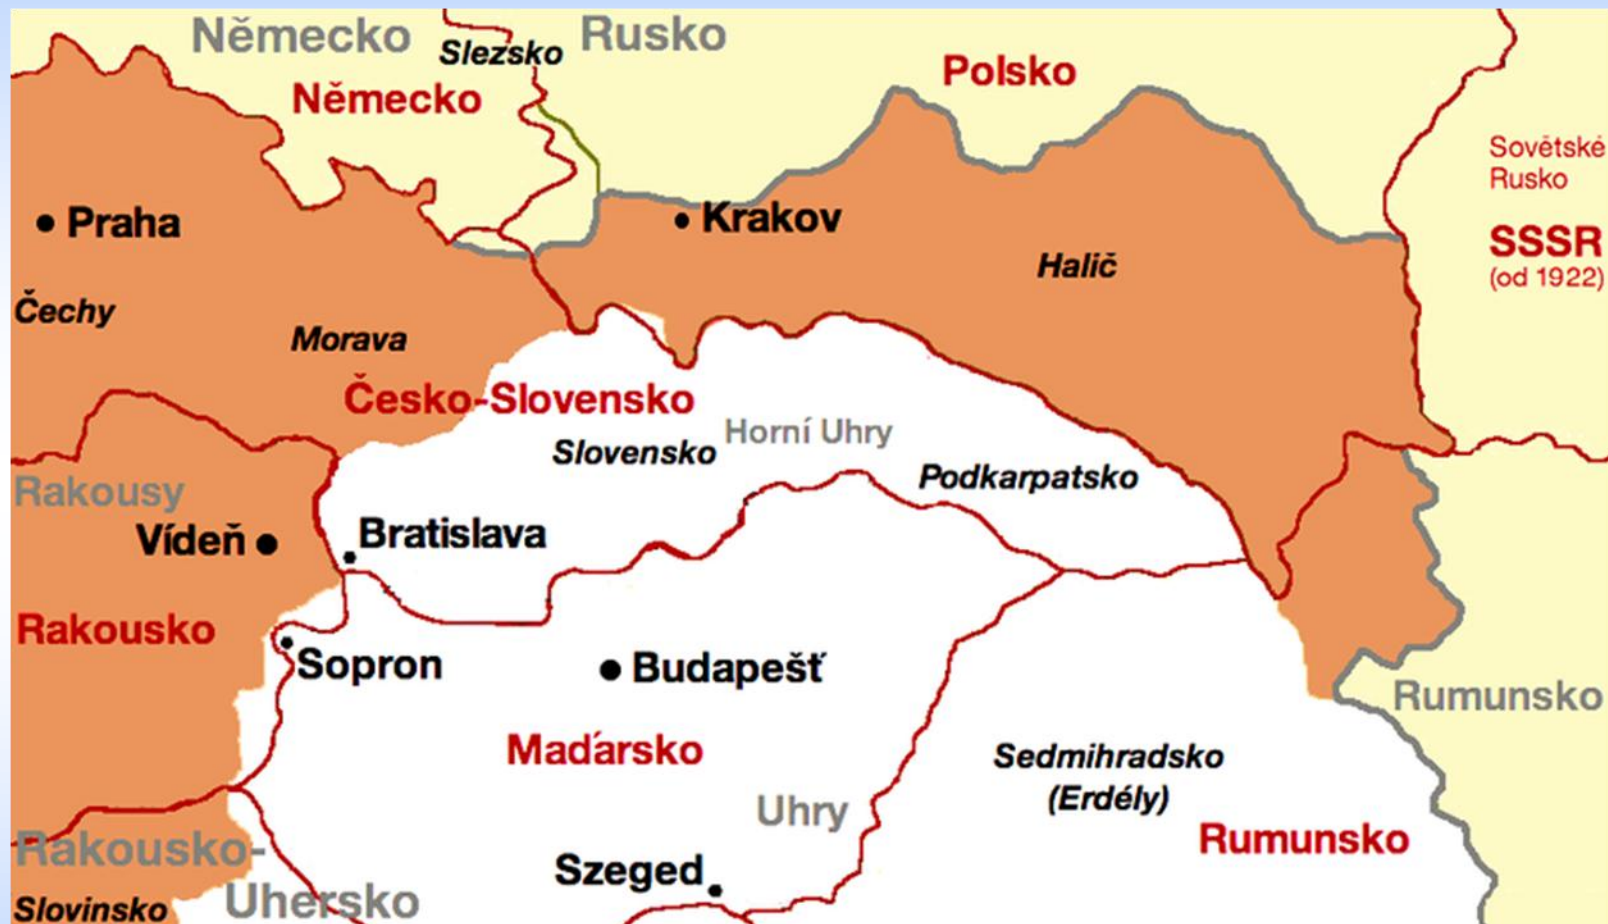 Německo
Slezsko
Rusko
Německo
Polsko
Sovětské
Rusko
SSSR
(od 1922)
Praha
Krakov
Halič
Čechy
Morava
Česko-Slovensko
Horní Uhry
Slovensko
Podkarpatsko
Rakousy
Vídeň
Bratislava
Rakousko
Sopron
Budapešť
Rumunsko
Maďarsko
Sedmihradsko
(Erdély)
Uhry
Rumunsko
Rakousko-
Uhersko
Szeged
Slovinsko